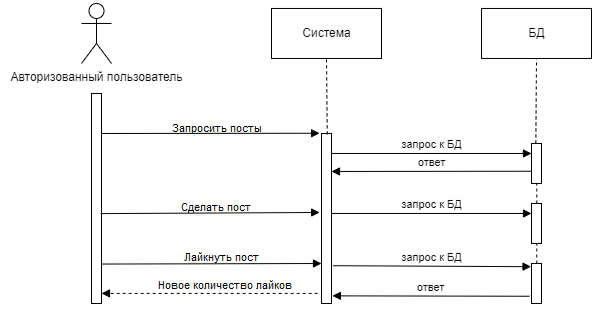 Система
БД
Авторизованный пользователь
Запросить посты
запрос к БД
ответ
Сделать пост
запрос к БД
Лайкнуть пост
запрос к БД
Новое количество лайков
ответ